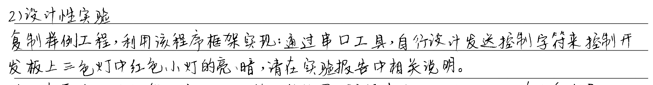 2)设计性实验
复制样例工程,利用该程序框架实现:通过串口工具,自行设计发送控制字符来控制开
发板上三色灯中红色小灯的亮、暗,请在实验报告中相关说明。